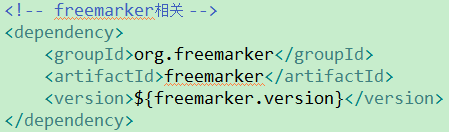 <!-- freemarker相关 -->
<dependency>
    <groupId>org.freemarker</groupId>
    <artifactId>freemarker</artifactId>
    <version>${freemarker.version}</version>
</dependency>